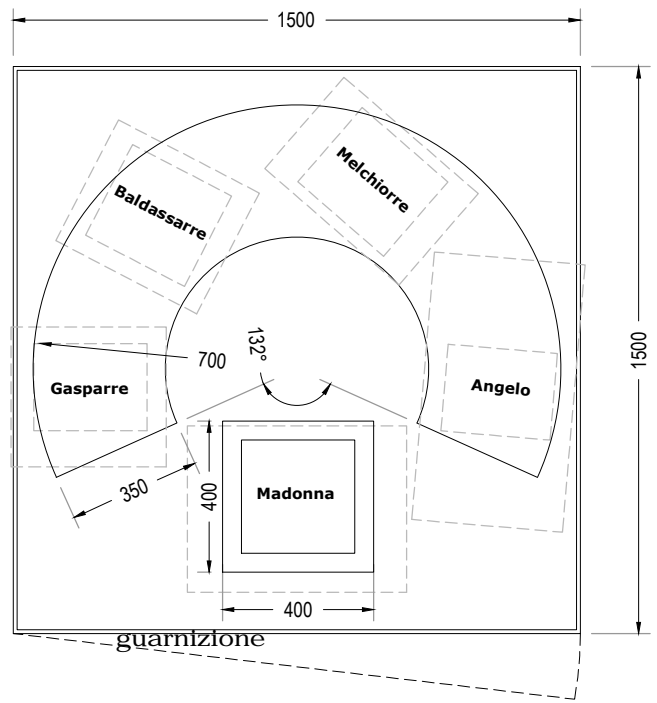 1500
Melchiorre
Baldassarre
1500
132°
700
Gasparre
Angelo
350
400
Madonna
400
guarnizione